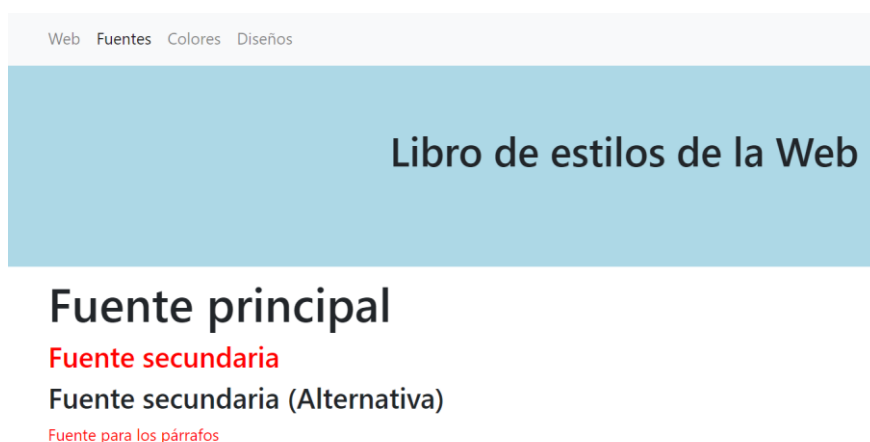 Web Fuentes Colores Diseños
Libro de estilos de la Web
Fuente principal
Fuente secundaria
Fuente secundaria (Alternativa)
Fuente para los párrafos